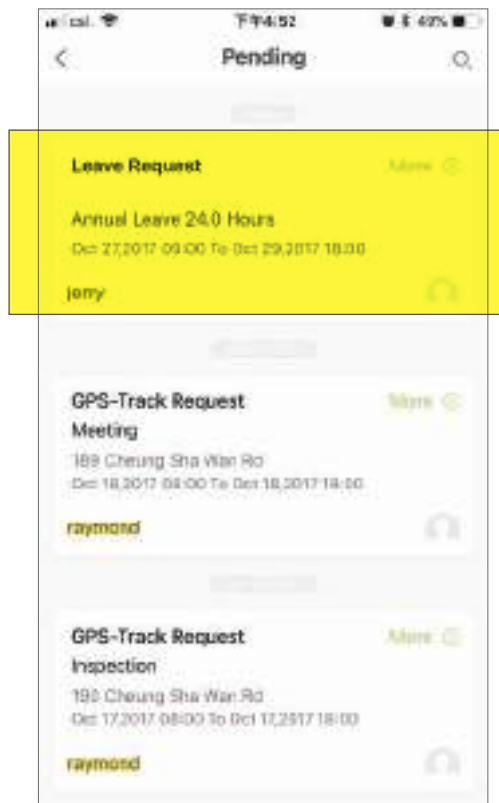 csl. 下午4:52 49%
Pending
Leave Request More
Annual Leave 24.0 Hours
Oct 27,2017 09:00 To Oct 29,2017 18:00
jerry
GPS-Track Request More
Meeting
189 Cheung Sha Wan Rd
Oct 18,2017 08:00 To Oct 18,2017 18:00
raymond
GPS-Track Request More
Inspection
Cheung Sha Wan Rd
Oct 17,2017 08:00 To Oct 17,2017 18:00
raymond